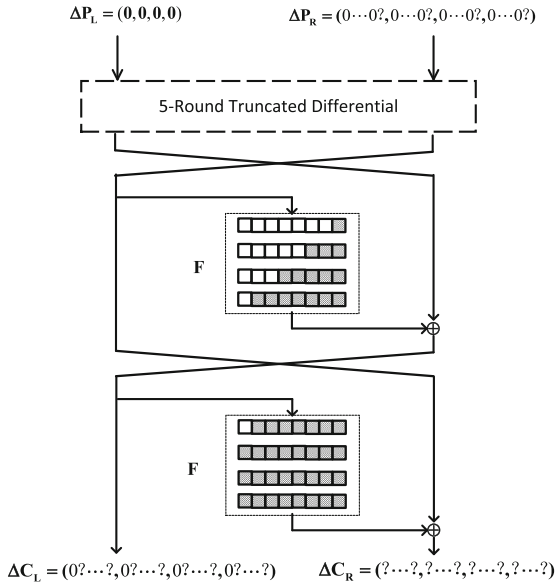 ΔP_L = (0,0,0,0)
ΔP_R = (0⋯0?,0⋯0?,0⋯0?,0⋯0?)
5-Round Truncated Differential
F
F
ΔC_L = (0?⋯?,0?⋯?,0?⋯?,0?⋯?)
ΔC_R = (?⋯?,?⋯?,?⋯?,?⋯?)